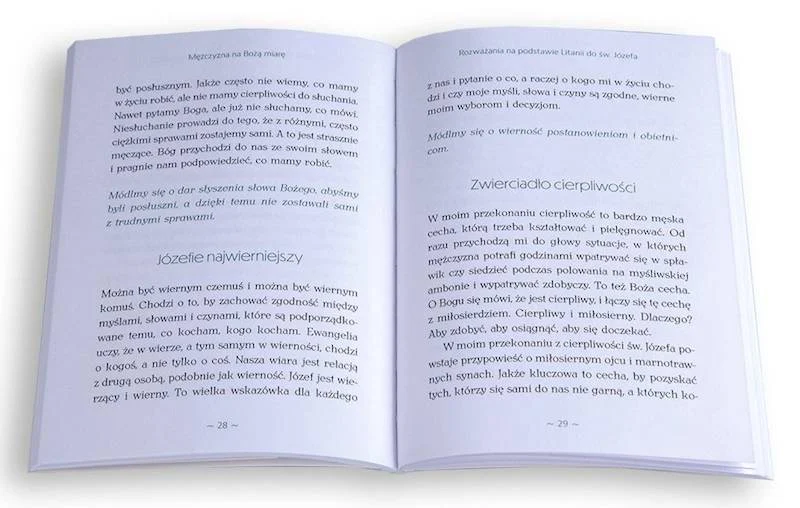 Mężczyzna na Bożą miarę
być posłusznym. Jakże często nie wiemy, co mamy
w życiu robić, ale nie mamy cierpliwości do słuchania.
Nawet pytamy Boga, ale już nie słuchamy, co mówi.
Niesłuchanie prowadzi do tego, że z różnymi, często
ciężkimi sprawami zostajemy sami. A to jest strasznie
męczące. Bóg przychodzi do nas ze swoim słowem
i pragnie nam podpowiedzieć, co mamy robić.
Módlmy się o dar słyszenia słowa Bożego, abyśmy
byli posłuszni, a dzięki temu nie zostawali sami
z trudnymi sprawami.
Józefie najwierniejszy
Można być wiernym czemuś i można być wiernym
komuś. Chodzi o to, by zachować zgodność między
myślami, słowami i czynami, które są podporządko-
wane temu, co kocham, kogo kocham. Ewangelia
uczy, że w wierze, a tym samym w wierności, chodzi
o kogoś, a nie tylko o coś. Nasza wiara jest relacją
z drugą osobą, podobnie jak wierność. Józef jest wie-
rzący i wierny. To wielka wskazówka dla każdego
~ 28 ~
Rozważania na podstawie Litanii do św. Józefa
z nas i pytanie o co, a raczej o kogo mi w życiu cho-
dzi i czy moje myśli, słowa i czyny są zgodne, wierne
moim wyborom i decyzjom.
Módlmy się o wierność postanowieniom i obietni-
com.
Zwierciadło cierpliwości
W moim przekonaniu cierpliwość to bardzo męska
cecha, którą trzeba kształtować i pielęgnować. Od
razu przychodzą mi do głowy sytuacje, w których
mężczyzna potrafi godzinami wpatrywać się w spła-
wik czy siedzieć podczas polowania na myśliwskiej
ambonie i wypatrywać zdobyczy. To też Boża cecha.
O Bogu się mówi, że jest cierpliwy, i łączy się tę cechę
z miłosierdziem. Cierpliwy i miłosierny. Dlaczego?
Aby zdobyć, aby osiągnąć, aby się doczekać.
W moim przekonaniu z cierpliwości św. Józefa po-
wstaje przypowieść o miłosiernym ojcu i marnotraw-
nych synach. Jakże kluczowa to cecha, by pozyskać
tych, którzy się sami do nas nie garną, a których ko-
~ 29 ~